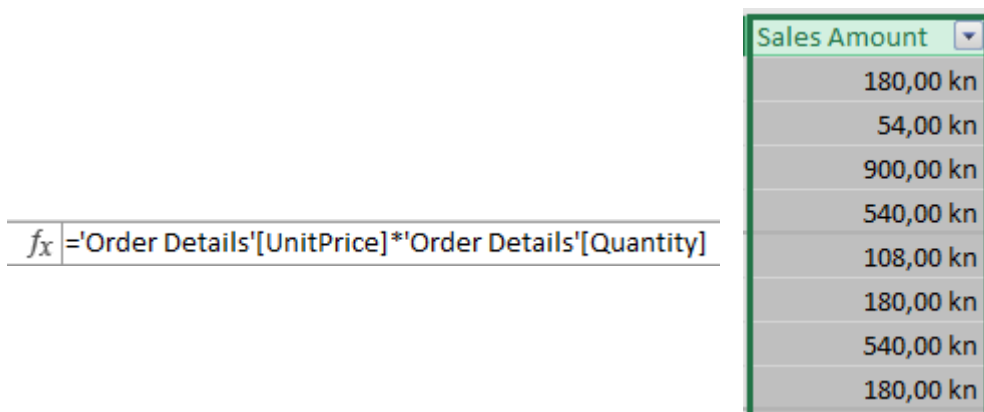 fx ='Order Details'[UnitPrice]*'Order Details'[Quantity]
Sales Amount
180,00 kn
54,00 kn
900,00 kn
540,00 kn
108,00 kn
180,00 kn
540,00 kn
180,00 kn